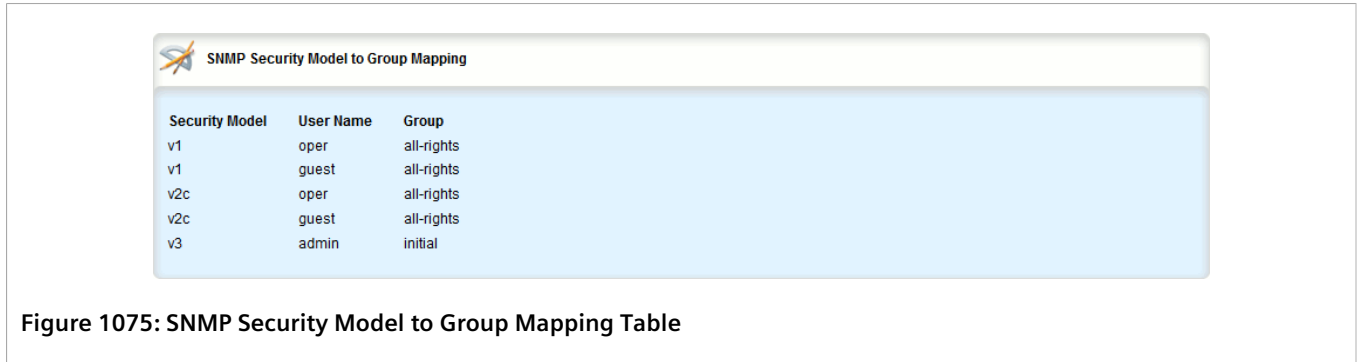 SNMP Security Model to Group Mapping
Security Model User Name Group
v1 oper all-rights
v1 guest all-rights
v2c oper all-rights
v2c guest all-rights
v3 admin initial
Figure 1075: SNMP Security Model to Group Mapping Table